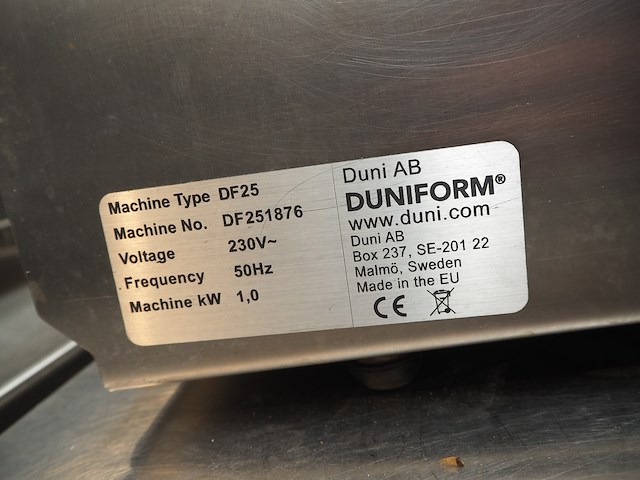 Machine Type DF25
Machine No. DF251876
Voltage 230V~
Frequency 50Hz
Machine kW 1,0
Duni AB
DUNIFORM®
www.duni.com
Duni AB
Box 237, SE-201 22
Malmö, Sweden
Made in the EU
CE